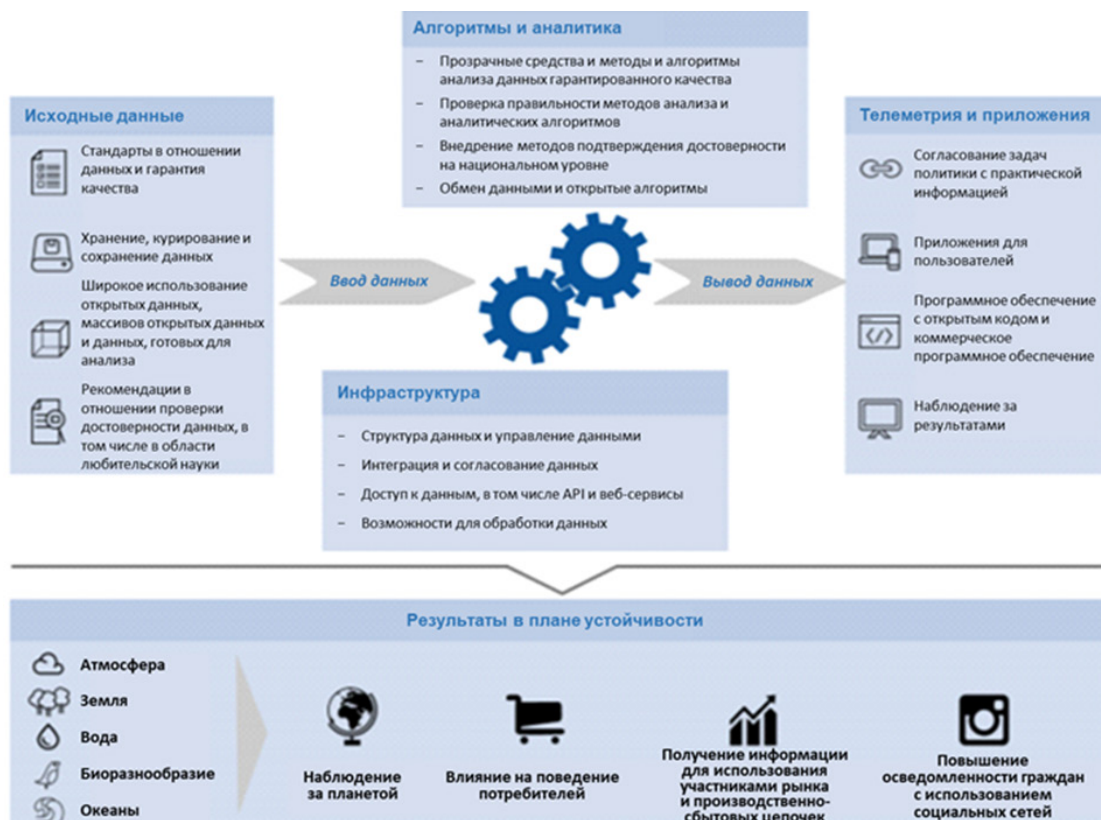 Алгоритмы и аналитика
– Прозрачные средства и методы и алгоритмы
анализа данных гарантированного качества
– Проверка правильности методов анализа и
аналитических алгоритмов
– Внедрение методов подтверждения достоверности
на национальном уровне
– Обмен данными и открытые алгоритмы
Исходные данные
Стандарты в отношении
данных и гарантия
качества
Хранение, курирование и
сохранение данных
Широкое использование
открытых данных,
массивов открытых данных
и данных, готовых для
анализа
Рекомендации в
отношении проверки
достоверности данных, в
том числе в области
любительской науки
Ввод данных
Вывод данных
Телеметрия и приложения
Согласование задач
политики с практической
информацией
Приложения для
пользователей
Программное обеспечение
с открытым кодом и
коммерческое
программное обеспечение
Наблюдение за
результатами
Инфраструктура
– Структура данных и управление данными
– Интеграция и согласование данных
– Доступ к данным, в том числе API и веб-сервисы
– Возможности для обработки данных
Результаты в плане устойчивости
Атмосфера
Земля
Вода
Биоразнообразие
Океаны
Наблюдение
за планетой
Влияние на поведение
потребителей
Получение информации
для использования
участниками рынка
и производственно-
сбытовых цепочек
Повышение
осведомленности граждан
с использованием
социальных сетей